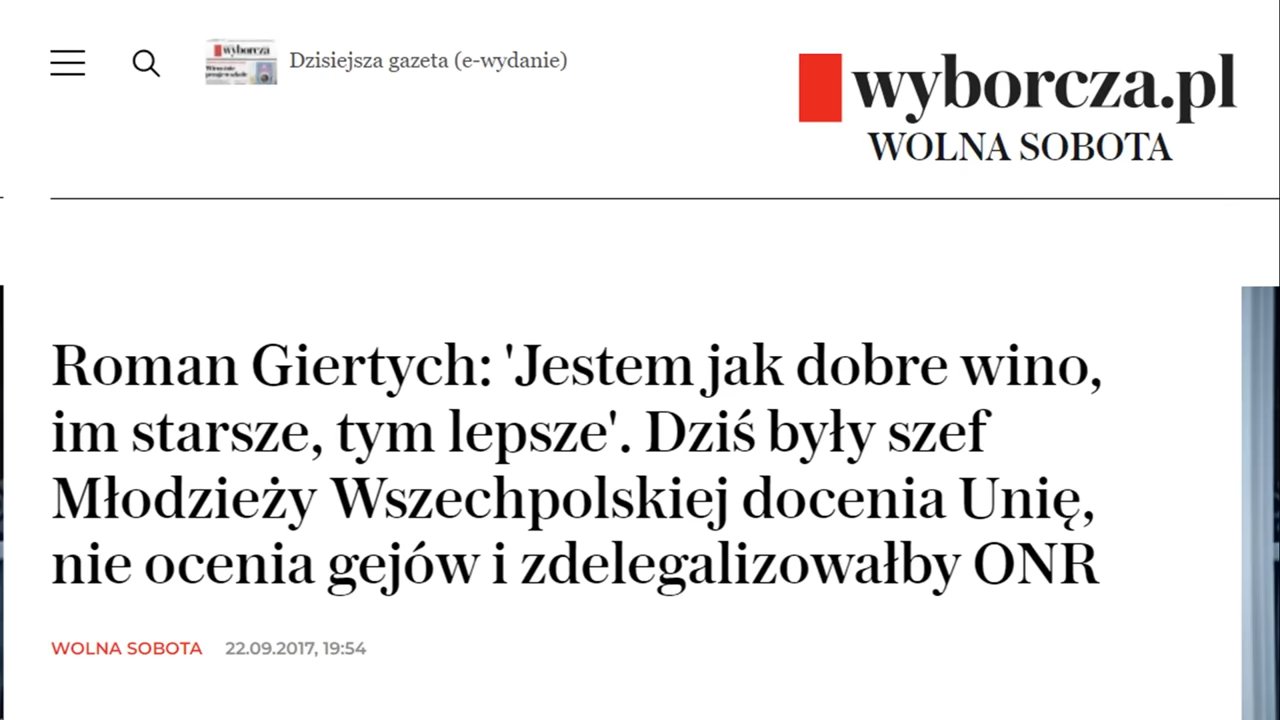 Dzisiejsza gazeta (e-wydanie)
wyborcza.pl
WOLNA SOBOTA
Roman Giertych: 'Jestem jak dobre wino,
im starsze, tym lepsze'. Dziś były szef
Młodzieży Wszechpolskiej docenia Unię,
nie ocenia gejów i zdelegalizowałby ONR
WOLNA SOBOTA 22.09.2017, 19:54